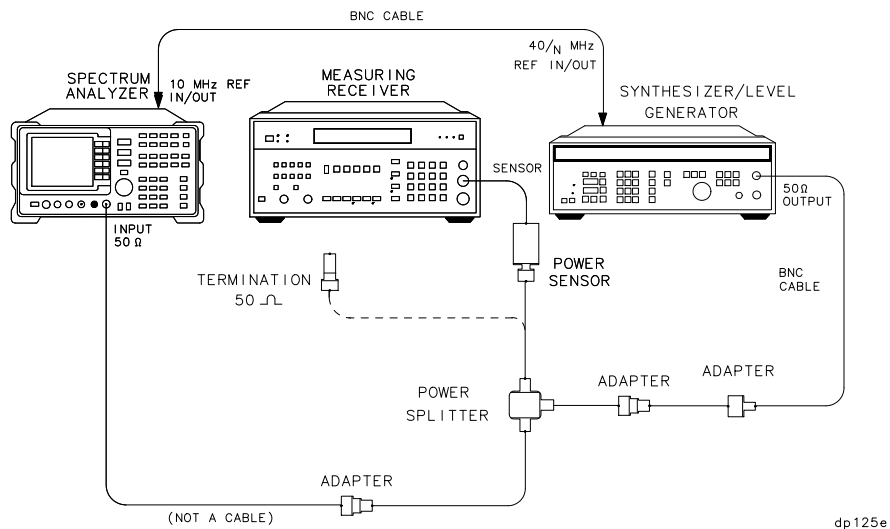 BNC CABLE
40/N MHz
REF IN/OUT
SPECTRUM
ANALYZER
10 MHz REF
IN/OUT
MEASURING
RECEIVER
SYNTHESIZER/LEVEL
GENERATOR
SENSOR
50Ω
OUTPUT
INPUT
50 Ω
POWER
SENSOR
TERMINATION
50 Ω
BNC
CABLE
ADAPTER
ADAPTER
POWER
SPLITTER
ADAPTER
(NOT A CABLE)
dp125e